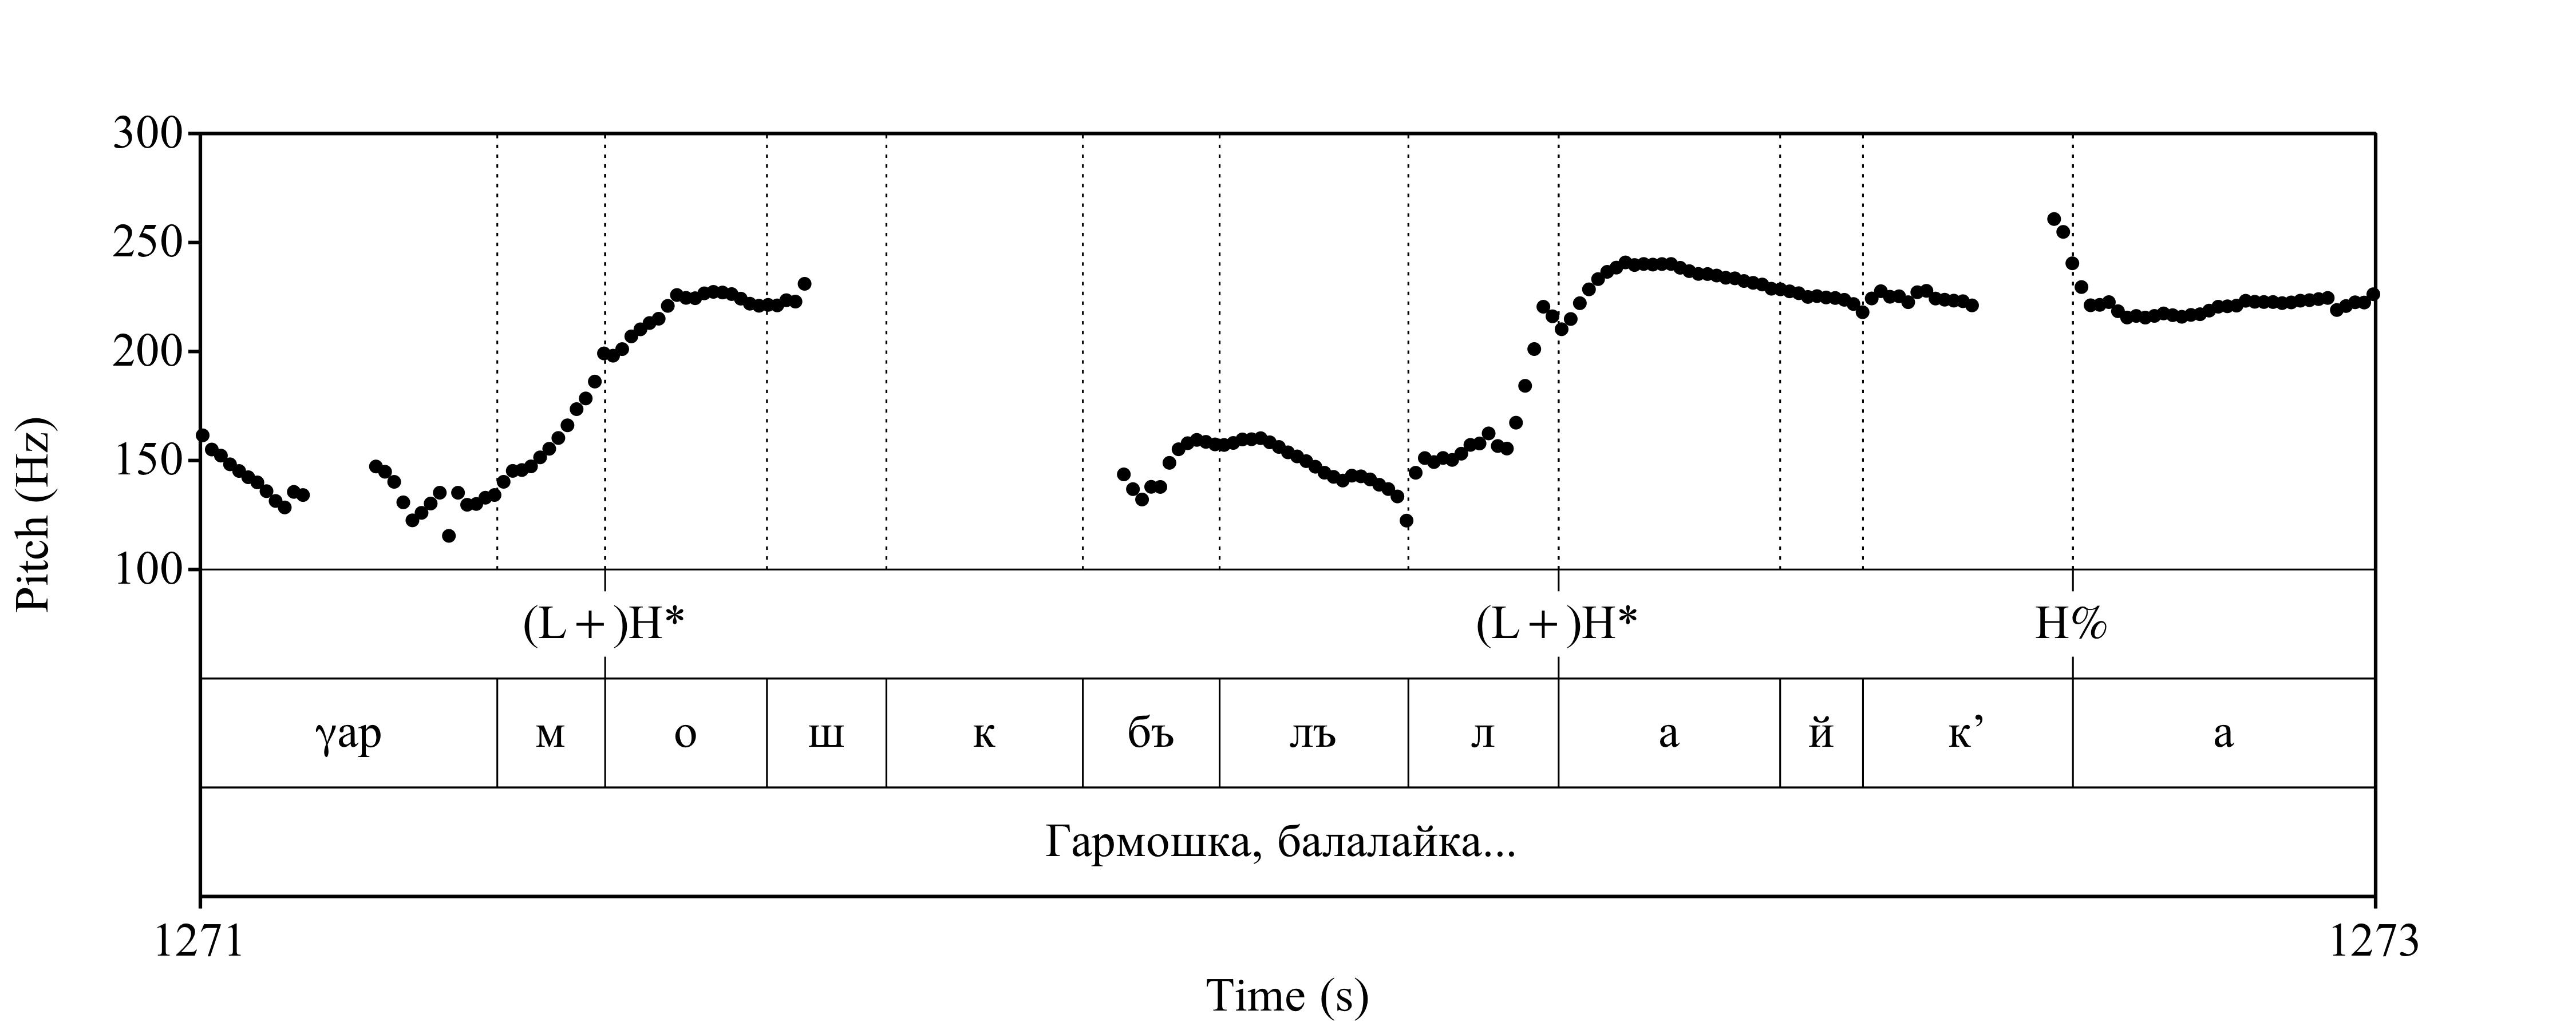 300
250
200
150
100
Pitch (Hz)
(L+)H* (L+)H* H%
γар м о ш к бъ лъ л а й к’ а
Гармошка, балалайка...
1271 1273
Time (s)